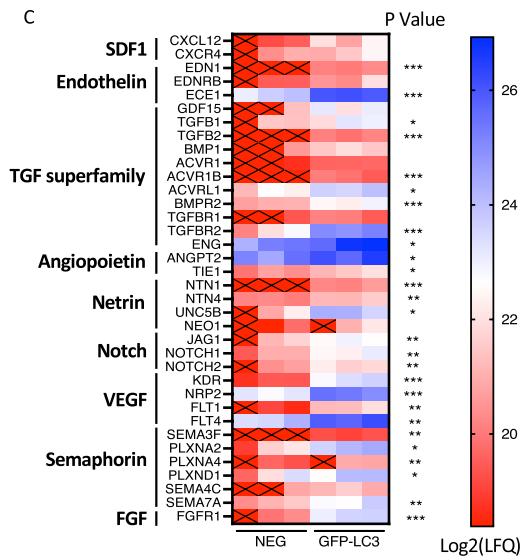 C
P Value
SDF1
CXCL12
CXCR4
Endothelin
EDN1 ***
EDNRB
ECE1 ***
TGF superfamily
GDF15
TGFB1 *
TGFB2 ***
BMP1
ACVR1
ACVR1B ***
ACVRL1 *
BMPR2 ***
TGFBR1
TGFBR2 ***
ENG *
Angiopoietin
ANGPT2 *
TIE1 *
Netrin
NTN1 ***
NTN4 **
UNC5B *
NEO1
Notch
JAG1 **
NOTCH1 **
NOTCH2 **
VEGF
KDR ***
NRP2 ***
FLT1 **
FLT4 **
Semaphorin
SEMA3F **
PLXNA2 *
PLXNA4 **
PLXND1 *
SEMA4C
SEMA7A **
FGF
FGFR1 ***
NEG
GFP-LC3
26
24
22
20
Log2(LFQ)